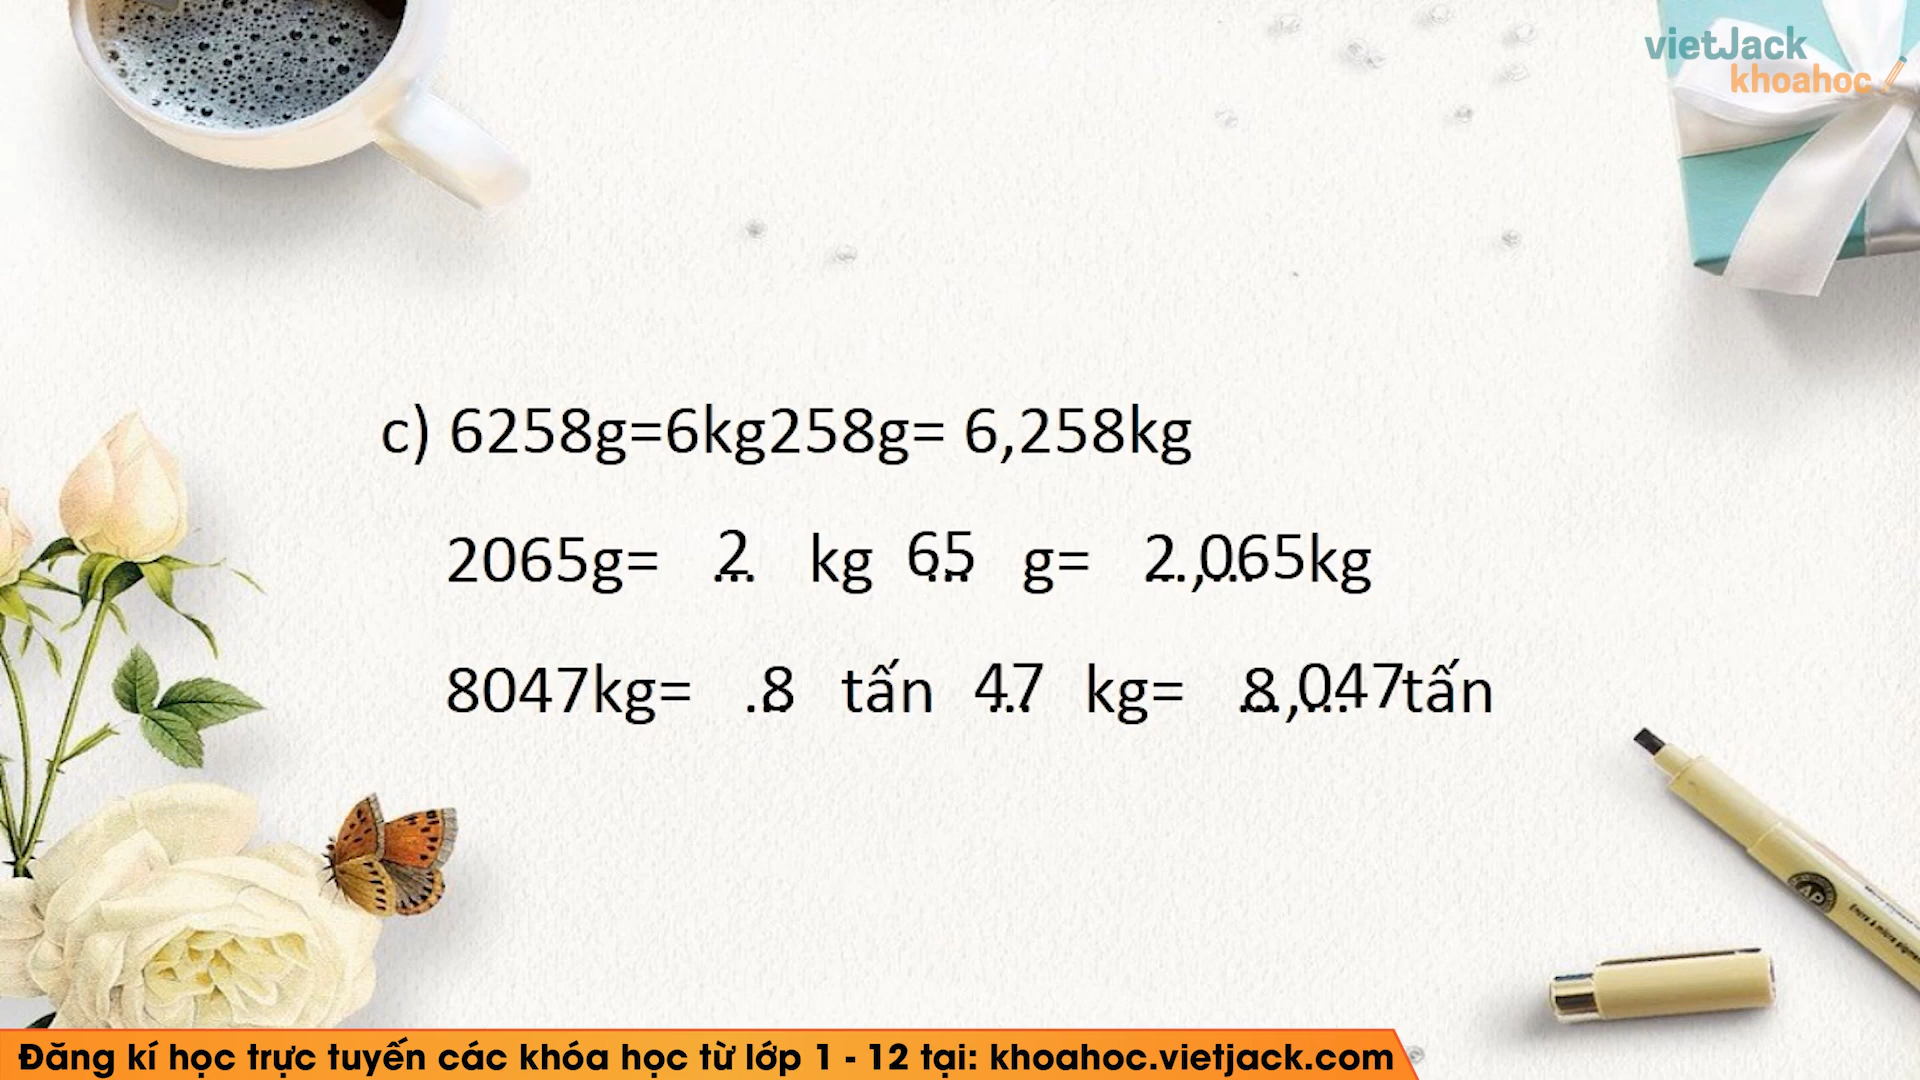 vietJack
khoahoc
c) 6258g=6kg258g= 6,258kg
2065g= 2 kg 65 g= 2,065kg
8047kg= 8 tấn 47 kg= 8,047tấn
AP
Đăng kí học trực tuyến các khóa học từ lớp 1 - 12 tại: khoahoc.vietjack.com